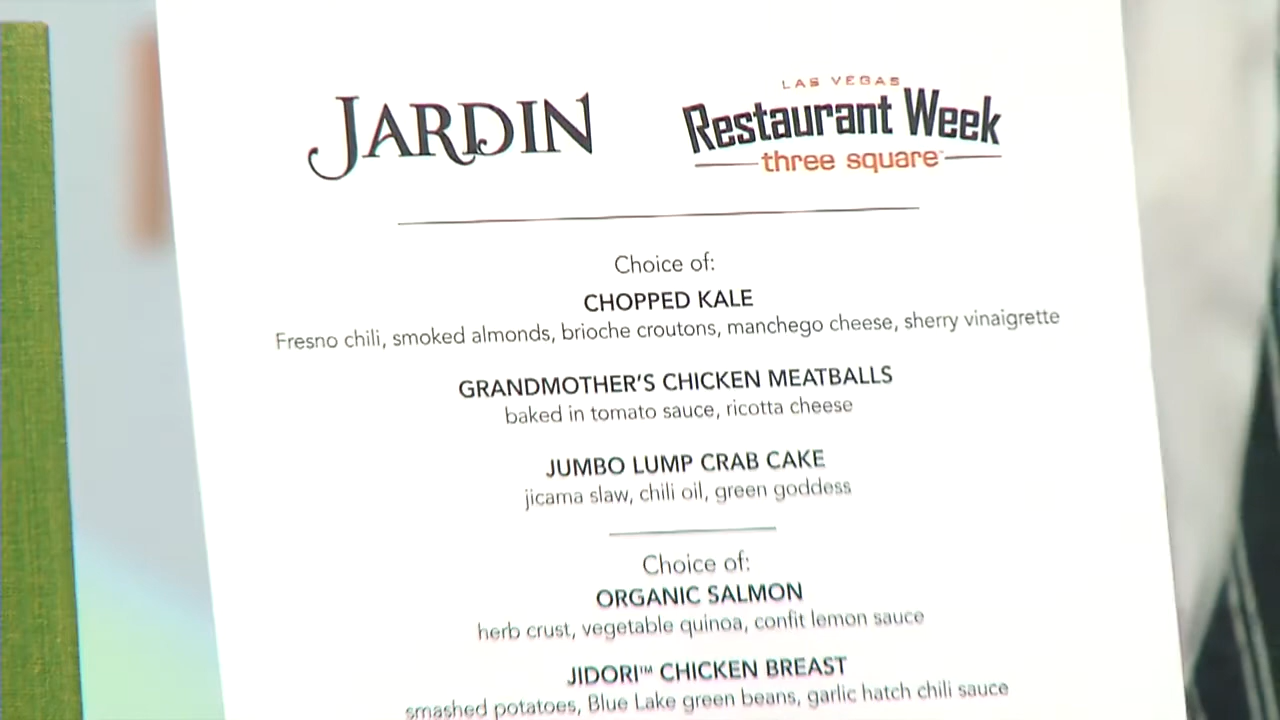 JARDIN
LAS VEGAS
Restaurant Week
three square™
Choice of:
CHOPPED KALE
Fresno chili, smoked almonds, brioche croutons, manchego cheese, sherry vinaigrette
GRANDMOTHER'S CHICKEN MEATBALLS
baked in tomato sauce, ricotta cheese
JUMBO LUMP CRAB CAKE
jicama slaw, chili oil, green goddess
Choice of:
ORGANIC SALMON
herb crust, vegetable quinoa, confit lemon sauce
JIDORI™ CHICKEN BREAST
smashed potatoes, Blue Lake green beans, garlic hatch chili sauce